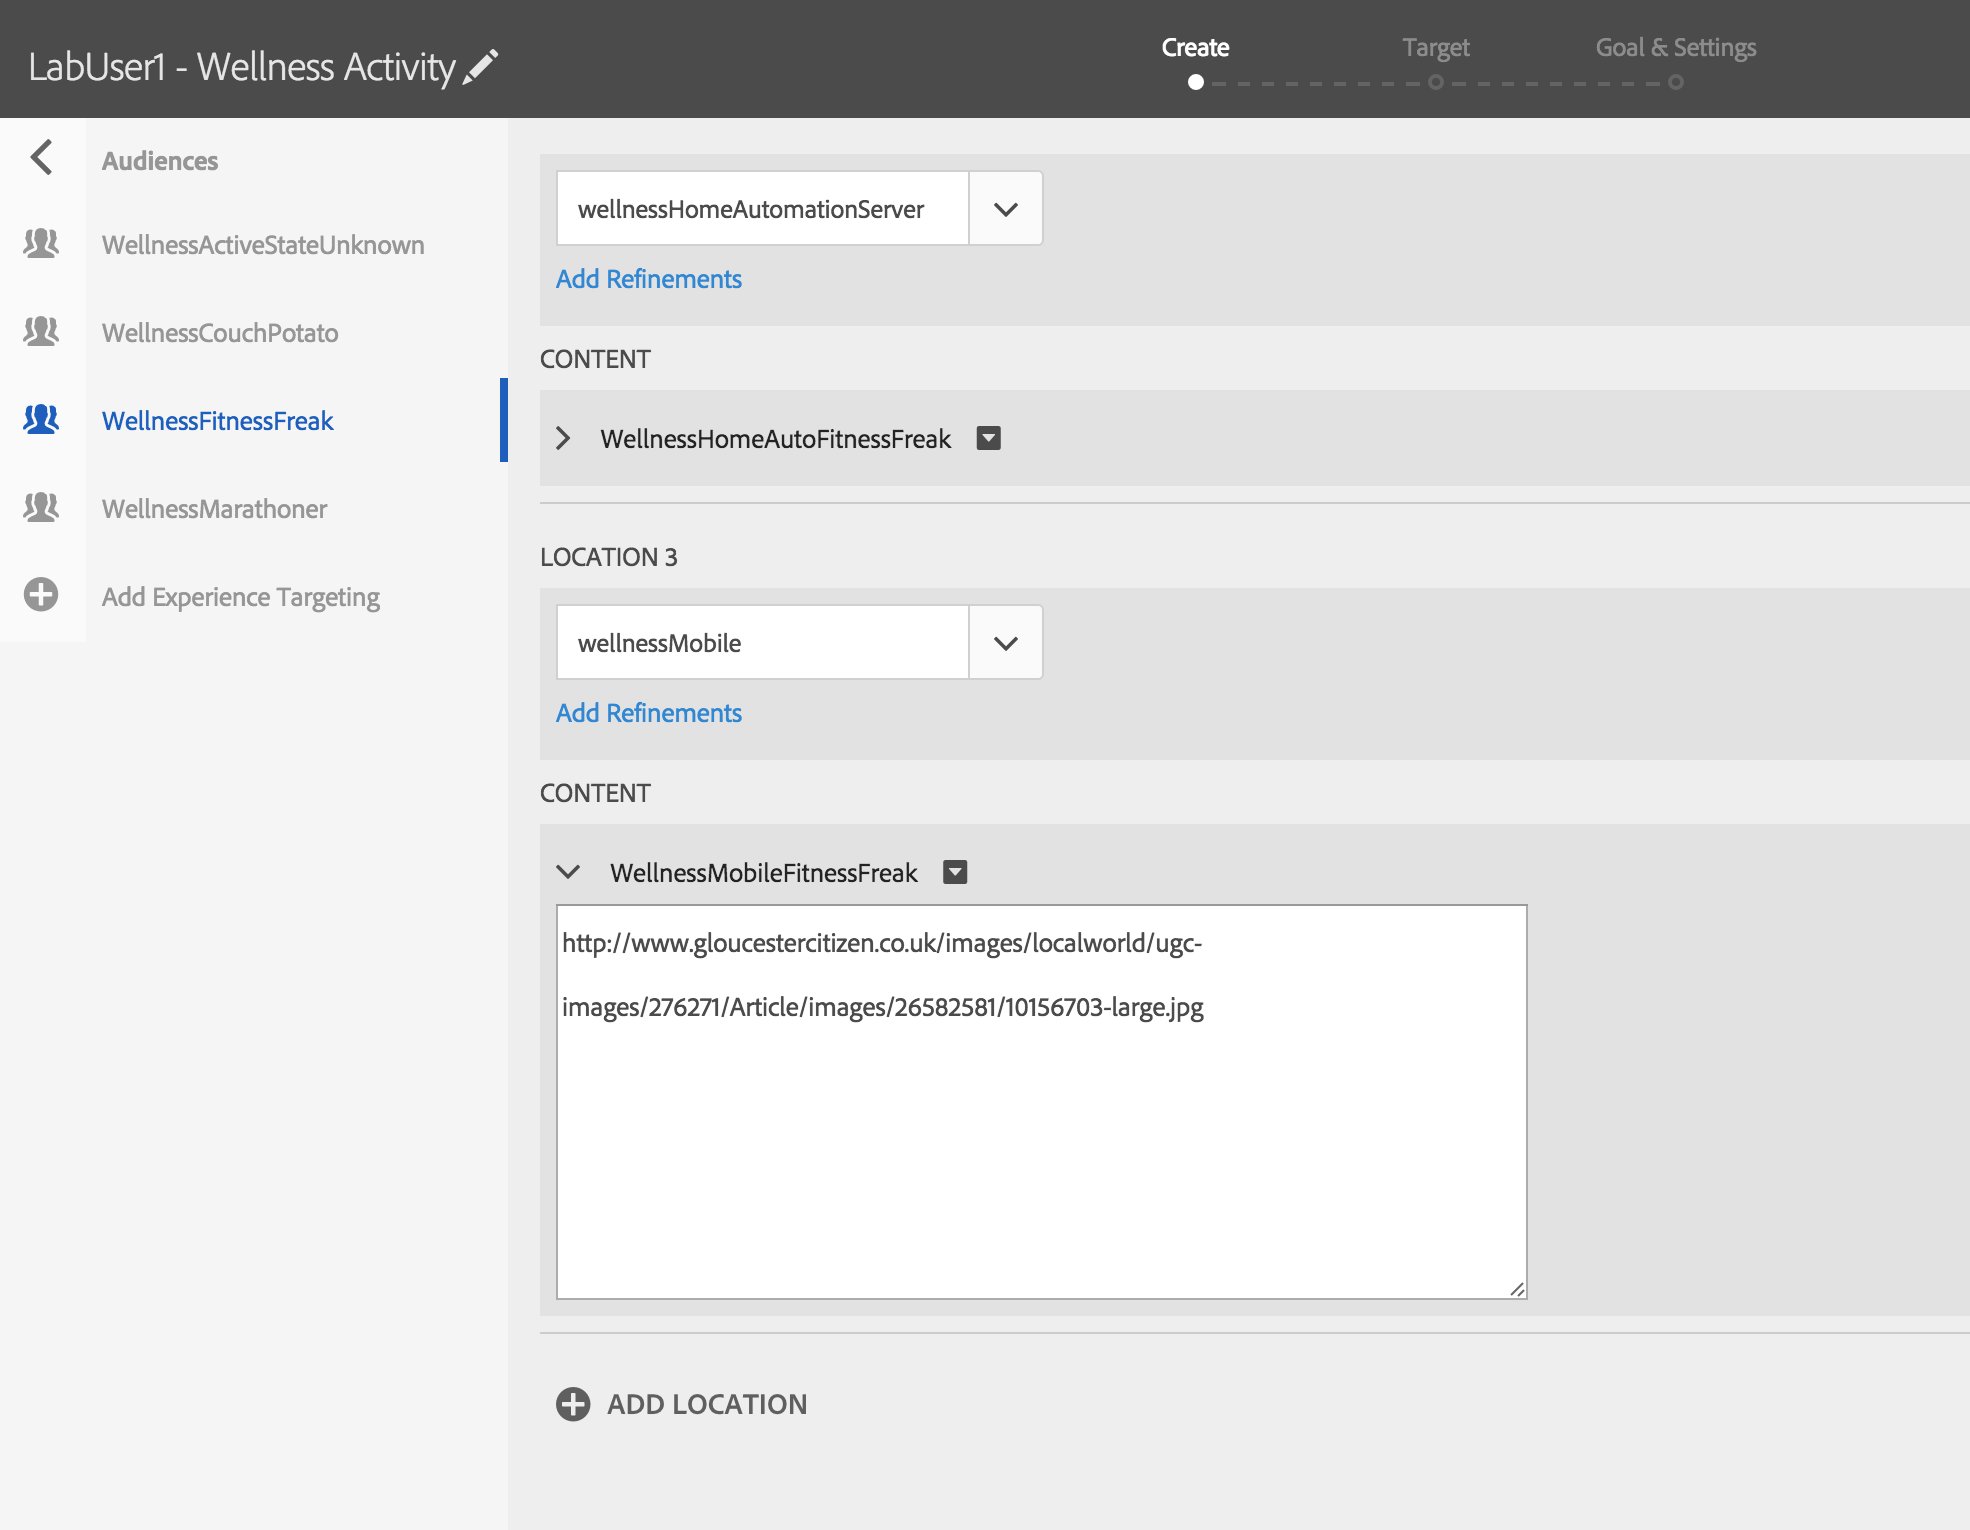 LabUser1 - Wellness Activity
Create
Target
Goal & Settings
Audiences
WellnessActiveStateUnknown
WellnessCouchPotato
WellnessFitnessFreak
WellnessMarathoner
Add Experience Targeting
wellnessHomeAutomationServer
Add Refinements
CONTENT
WellnessHomeAutoFitnessFreak
LOCATION 3
wellnessMobile
Add Refinements
CONTENT
WellnessMobileFitnessFreak
http://www.gloucestercitizen.co.uk/images/localworld/ugc-
images/276271/Article/images/26582581/10156703-large.jpg
ADD LOCATION